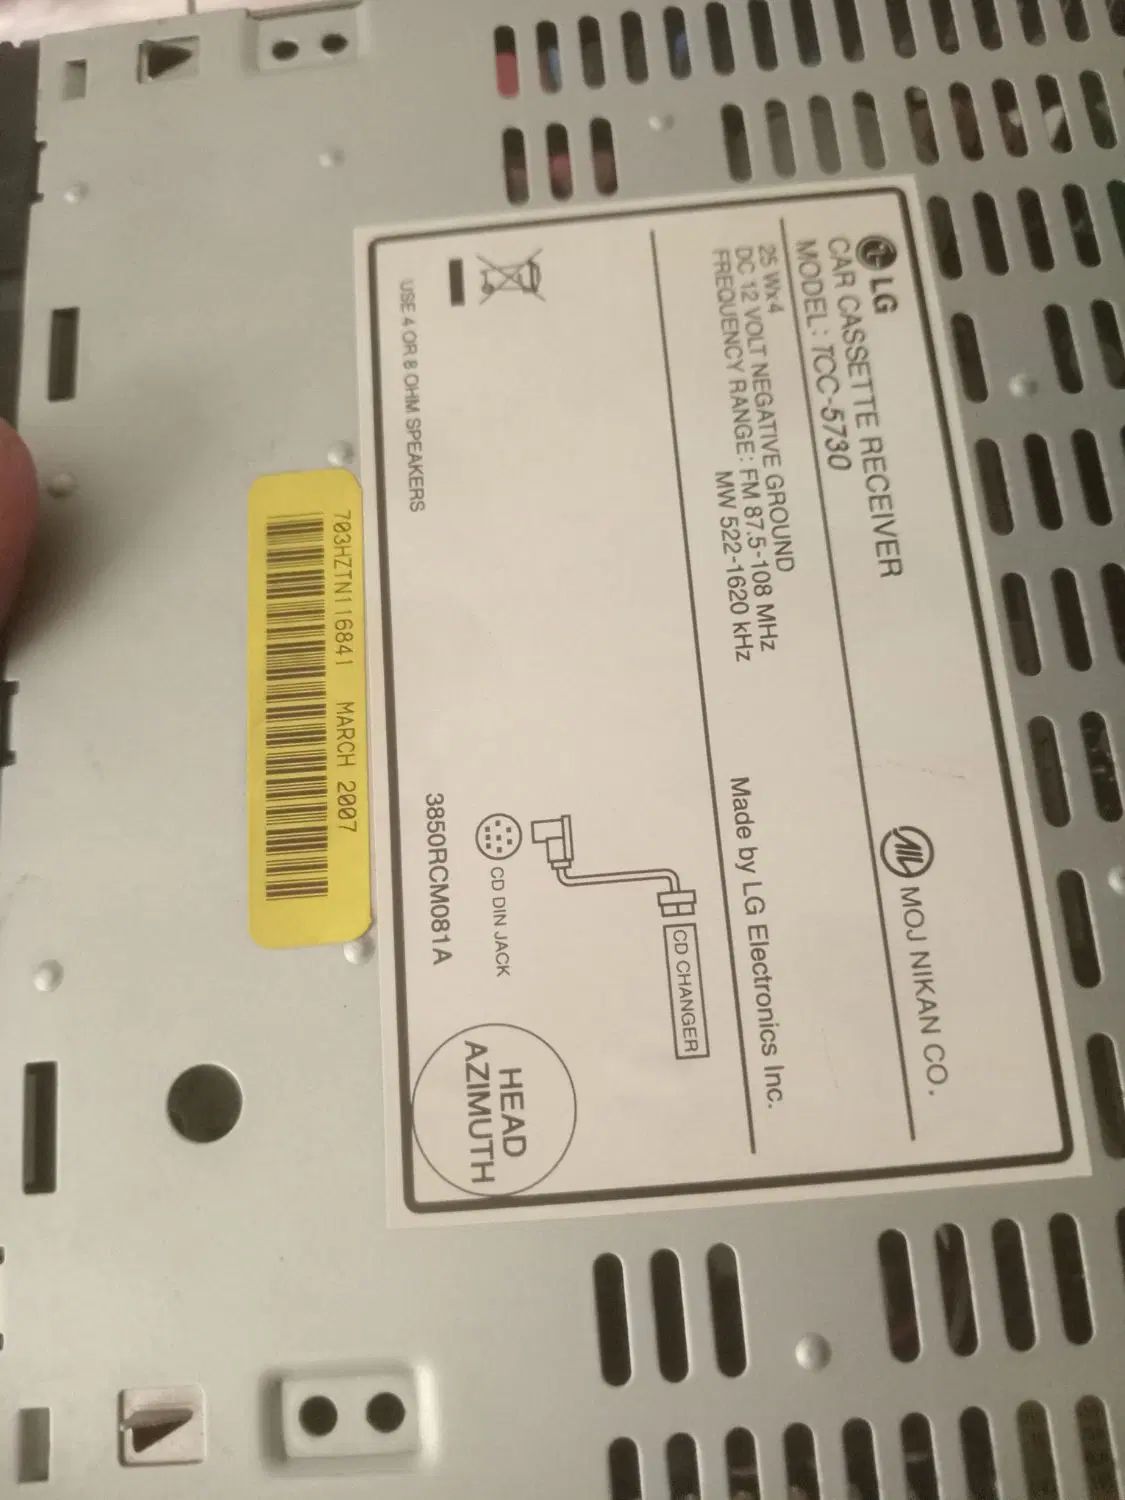 LG
CAR CASSETTE RECEIVER
MODEL: TCC-5730
MOJ NIKAN CO.
25 Wx4
DC 12 VOLT NEGATIVE GROUND
FREQUENCY RANGE: FM 87.5-108 MHz
MW 522-1620 kHz
Made by LG Electronics Inc.
CD CHANGER
CD DIN JACK
HEAD
AZIMUTH
USE 4 OR 8 OHM SPEAKERS
3850RCM081A
703HZTN116841 MARCH 2007